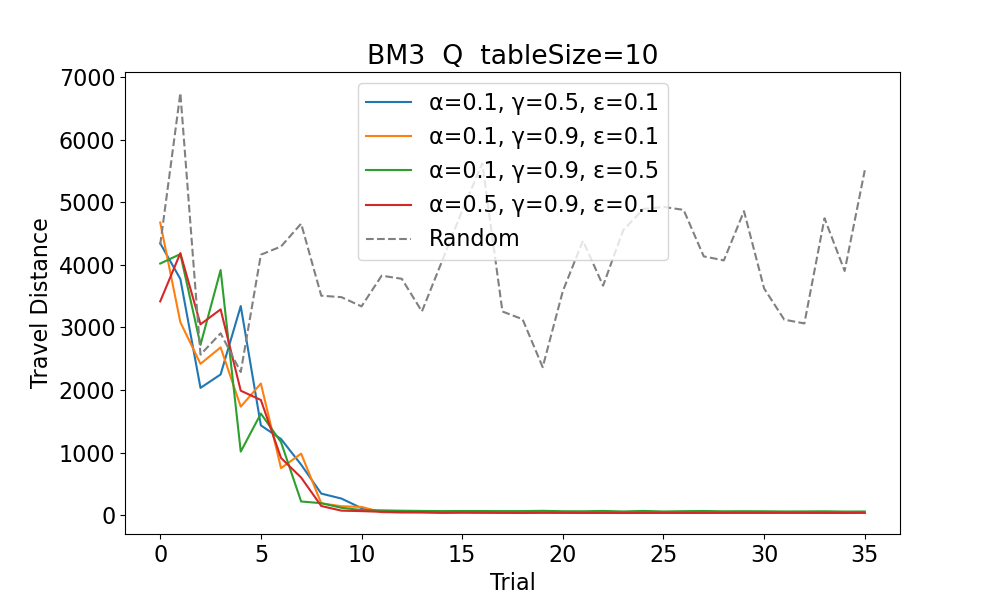 BM3  Q  tableSize=10
7000
6000
5000
4000
3000
2000
1000
0
Travel Distance
α=0.1, γ=0.5, ε=0.1
α=0.1, γ=0.9, ε=0.1
α=0.1, γ=0.9, ε=0.5
α=0.5, γ=0.9, ε=0.1
Random
0 5 10 15 20 25 30 35
Trial